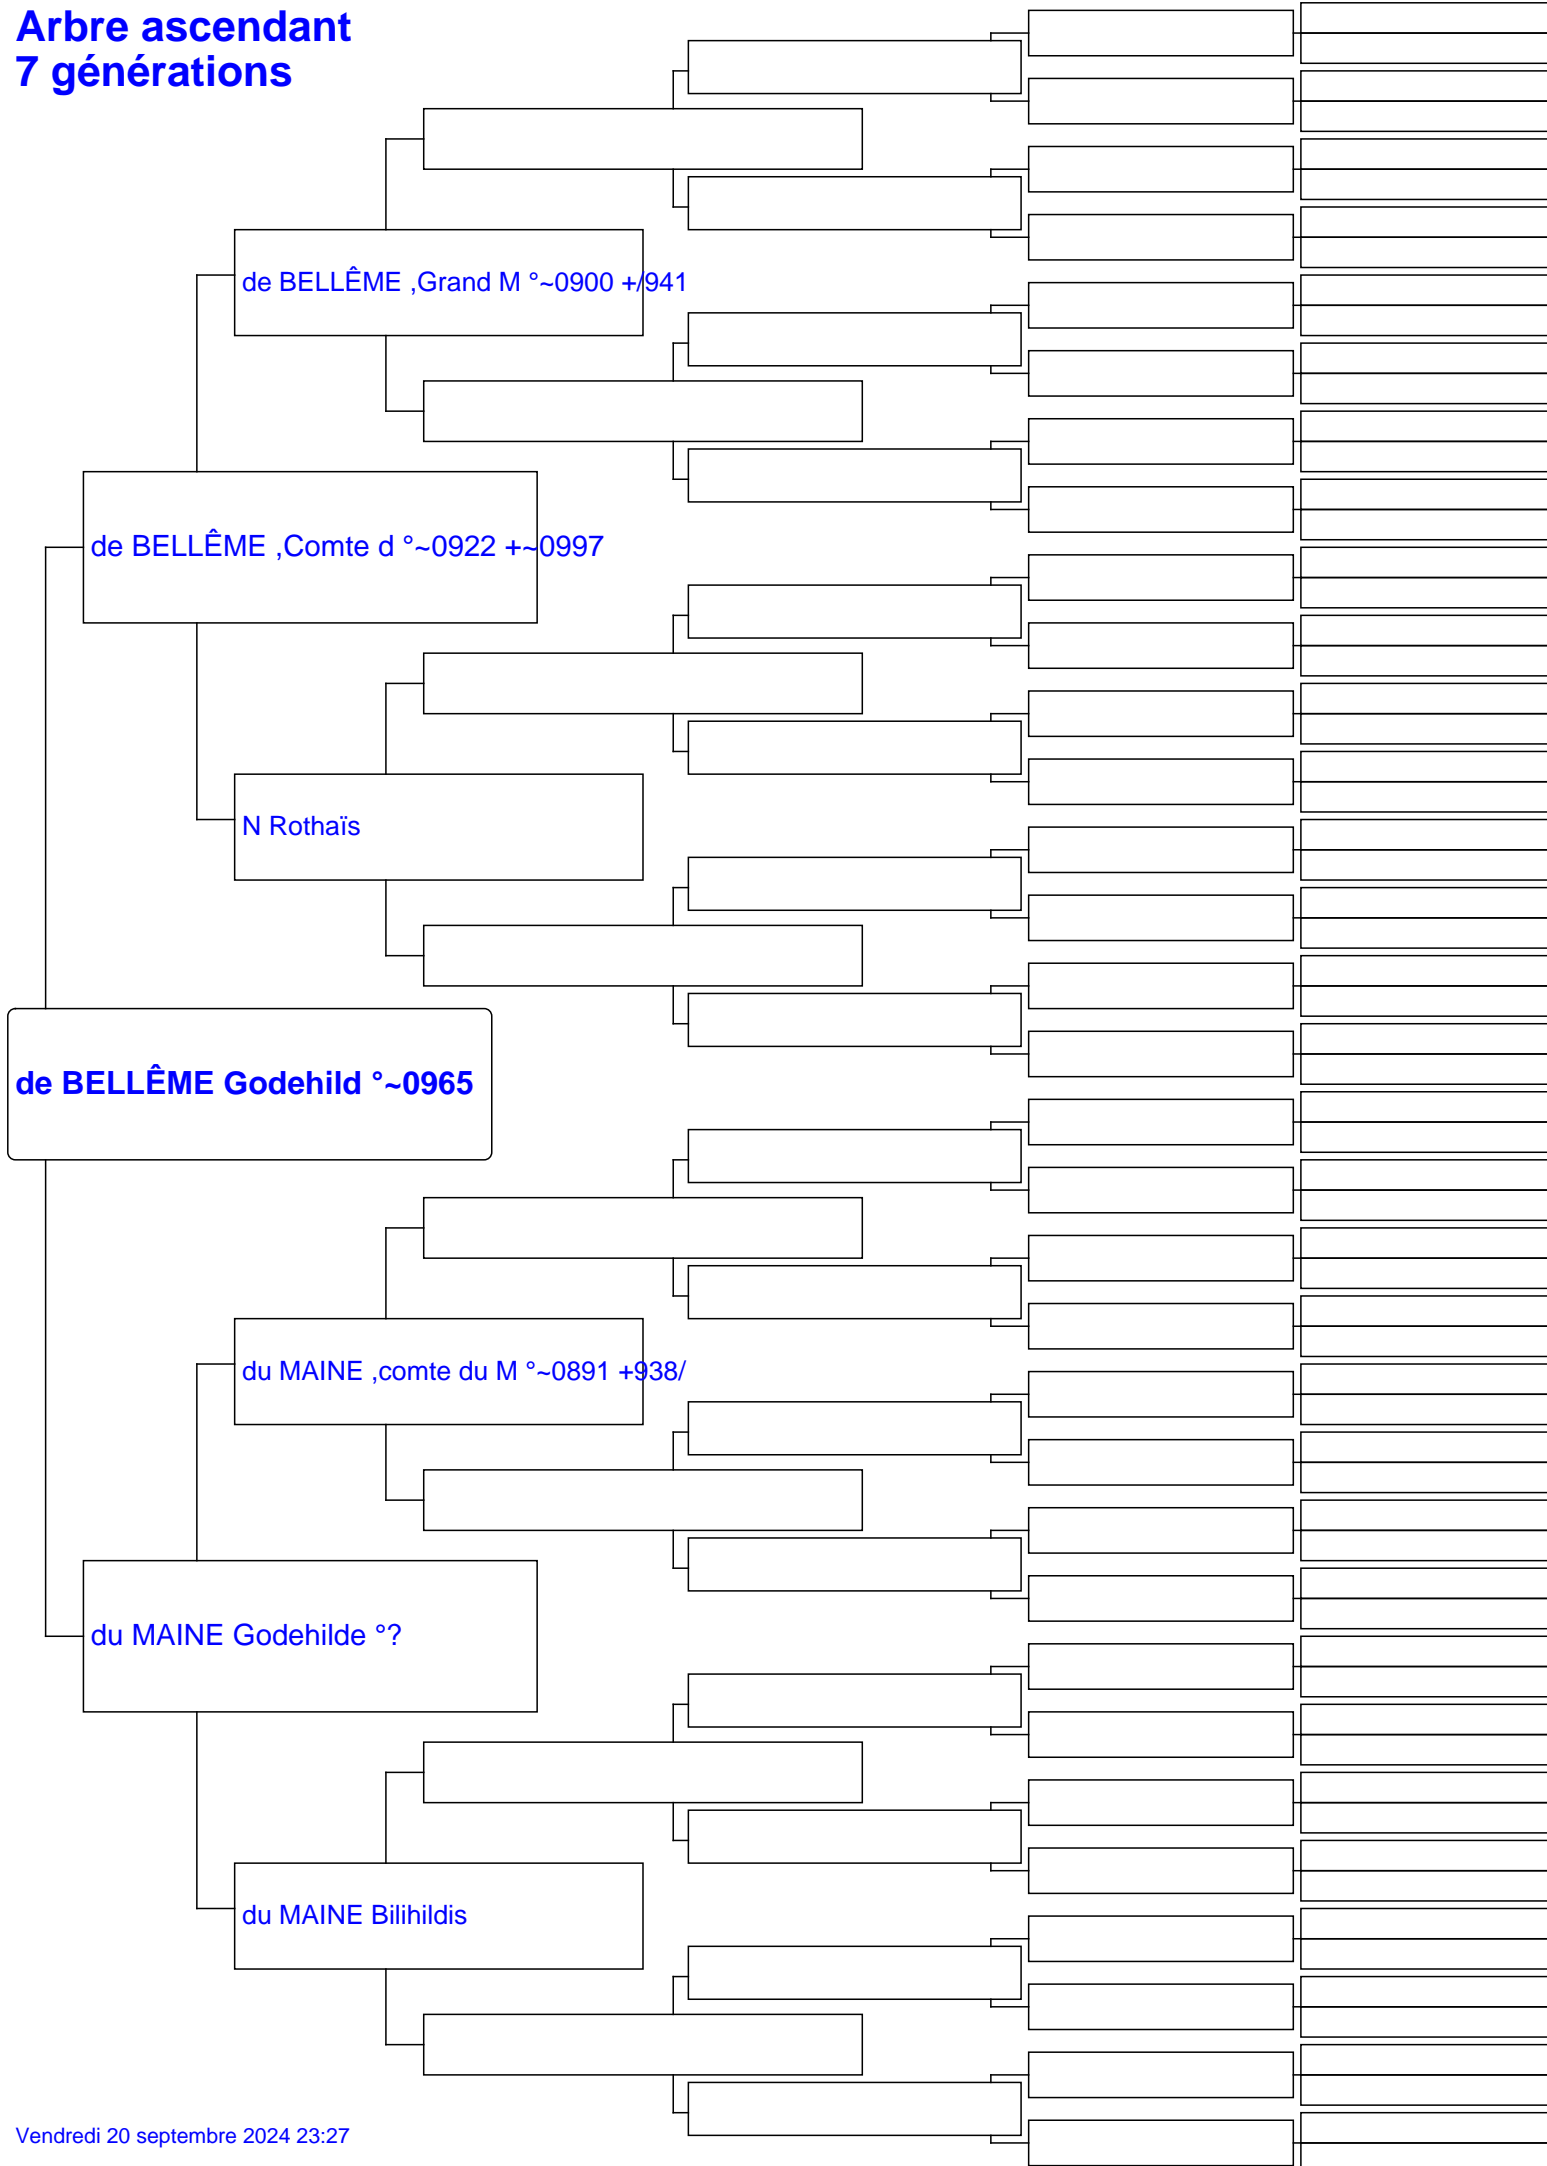 Arbre ascendant
7 générations
de BELLÊME ,Grand M °~0900 +/941
de BELLÊME ,Comte d °~0922 +~0997
N Rothaïs
de BELLÊME Godehild °~0965
du MAINE ,comte du M °~0891 +938/
du MAINE Godehilde °?
du MAINE Bilihildis
Vendredi 20 septembre 2024 23:27